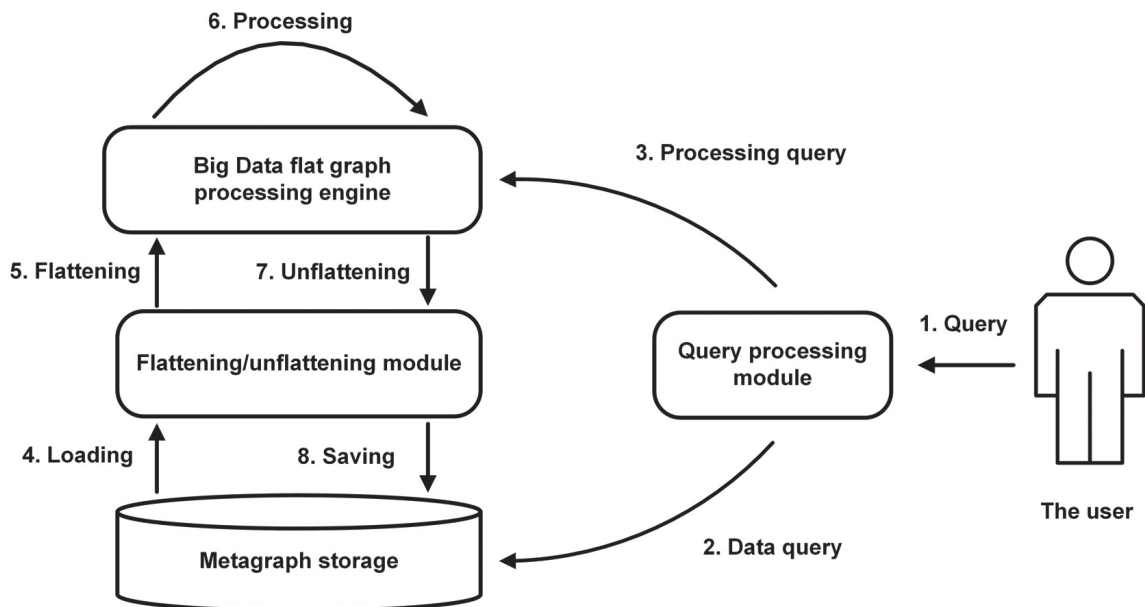 6. Processing
Big Data flat graph
processing engine
3. Processing query
5. Flattening
7. Unflattening
1. Query
Flattening/unflattening module
Query processing
module
4. Loading
8. Saving
The user
2. Data query
Metagraph storage